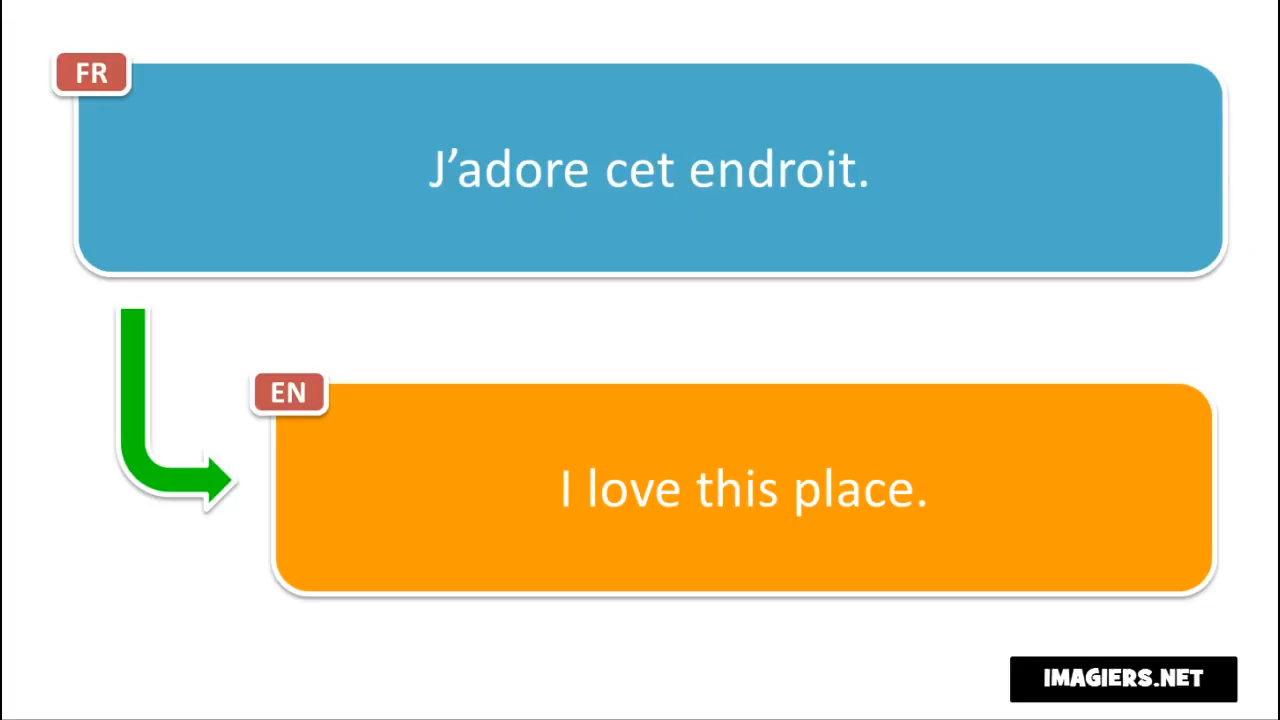 FR
J’adore cet endroit.
EN
I love this place.
IMAGIERS.NET